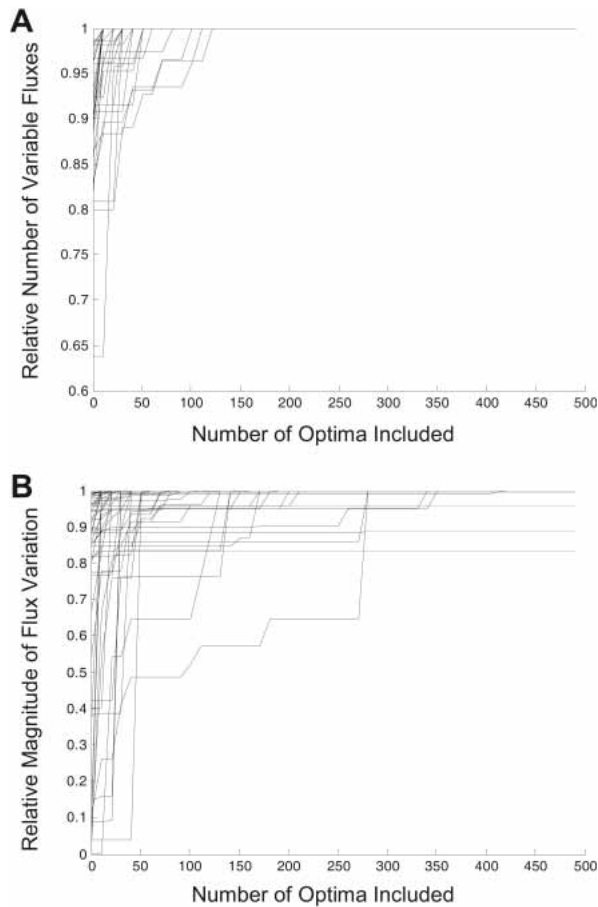 A
Relative Number of Variable Fluxes
1
0.95
0.9
0.85
0.8
0.75
0.7
0.65
0.6
0 50 100 150 200 250 300 350 400 450 500
Number of Optima Included
B
Relative Magnitude of Flux Variation
1
0.9
0.8
0.7
0.6
0.5
0.4
0.3
0.2
0.1
0
0 50 100 150 200 250 300 350 400 450 500
Number of Optima Included